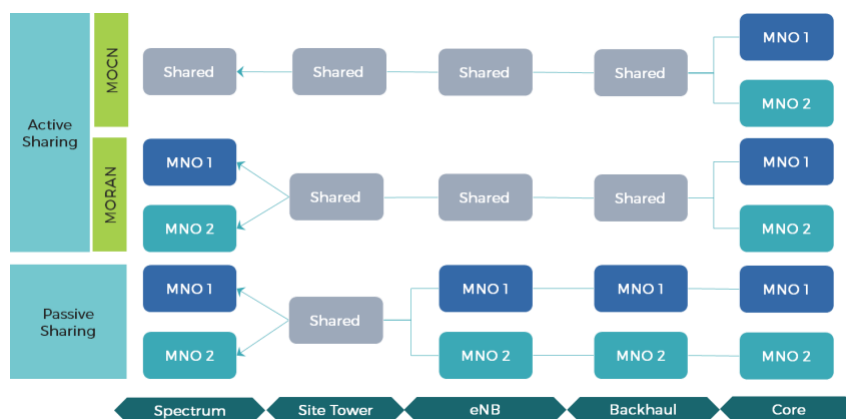 Active
Sharing
MOCN
Shared
Shared
Shared
Shared
MNO 1
MNO 2
MORAN
MNO 1
MNO 2
Shared
Shared
Shared
MNO 1
MNO 2
Passive
Sharing
MNO 1
MNO 2
Shared
MNO 1
MNO 2
MNO 1
MNO 2
MNO 1
MNO 2
Spectrum
Site Tower
eNB
Backhaul
Core